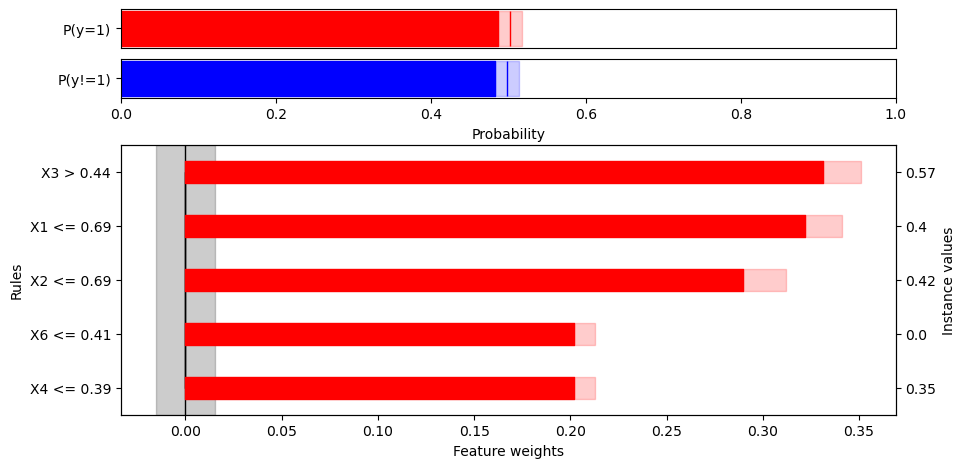 P(y=1)
P(y!=1)
0.0 0.2 0.4 0.6 0.8 1.0
Probability
X3 > 0.44 0.57
X1 <= 0.69 0.4
X2 <= 0.69 0.42
X6 <= 0.41 0.0
X4 <= 0.39 0.35
Rules
Instance values
0.00 0.05 0.10 0.15 0.20 0.25 0.30 0.35
Feature weights